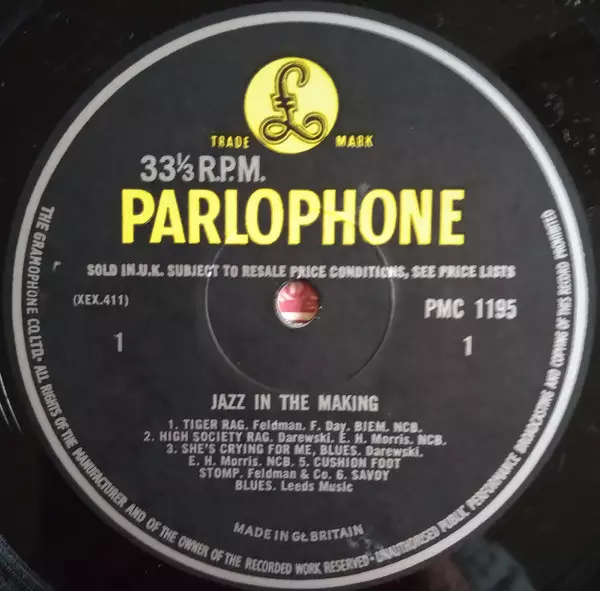 £
TRADE MARK
33⅓ R.P.M.
PARLOPHONE
SOLD IN U.K. SUBJECT TO RESALE PRICE CONDITIONS, SEE PRICE LISTS
(XEX.411)
PMC 1195
1
1
JAZZ IN THE MAKING
1. TIGER RAG. Feldman. F. Day. BIEM. NCB.
2. HIGH SOCIETY RAG. Darewski. E. H. Morris. NCB.
3. SHE'S CRYING FOR ME, BLUES. Darewski.
E. H. Morris. NCB. 5. CUSHION FOOT
STOMP. Feldman & Co. 6. SAVOY
BLUES. Leeds Music
MADE IN Gt. BRITAIN
THE GRAMOPHONE CO. LTD. · ALL RIGHTS OF THE MANUFACTURER AND OF THE OWNER OF THE RECORDED WORK RESERVED · UNAUTHORISED PUBLIC PERFORMANCE BROADCASTING AND COPYING OF THIS RECORD PROHIBITED